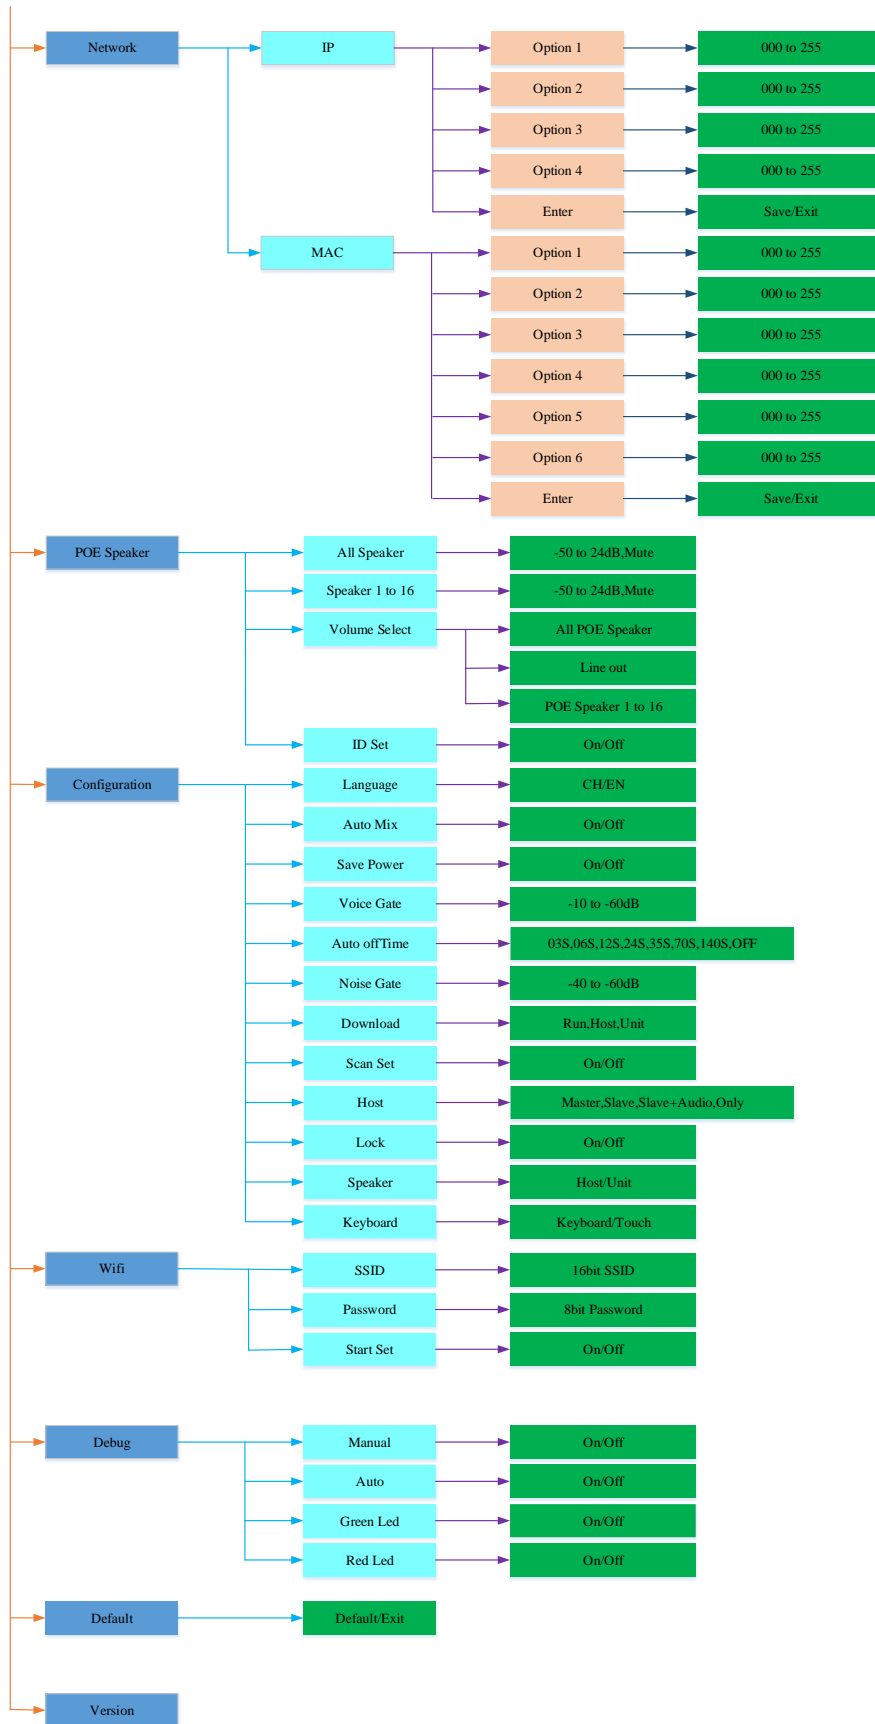 Network
IP
Option 1
000 to 255
Option 2
000 to 255
Option 3
000 to 255
Option 4
000 to 255
Enter
Save/Exit
MAC
Option 1
000 to 255
Option 2
000 to 255
Option 3
000 to 255
Option 4
000 to 255
Option 5
000 to 255
Option 6
000 to 255
Enter
Save/Exit
POE Speaker
All Speaker
-50 to 24dB,Mute
Speaker 1 to 16
-50 to 24dB,Mute
Volume Select
All POE Speaker
Line out
POE Speaker 1 to 16
ID Set
On/Off
Configuration
Language
CH/EN
Auto Mix
On/Off
Save Power
On/Off
Voice Gate
-10 to -60dB
Auto offTime
03S,06S,12S,24S,35S,70S,140S,OFF
Noise Gate
-40 to -60dB
Download
Run,Host,Unit
Scan Set
On/Off
Host
Master,Slave,Slave+Audio,Only
Lock
On/Off
Speaker
Host/Unit
Keyboard
Keyboard/Touch
Wifi
SSID
16bit SSID
Password
8bit Password
Start Set
On/Off
Debug
Manual
On/Off
Auto
On/Off
Green Led
On/Off
Red Led
On/Off
Default
Default/Exit
Version